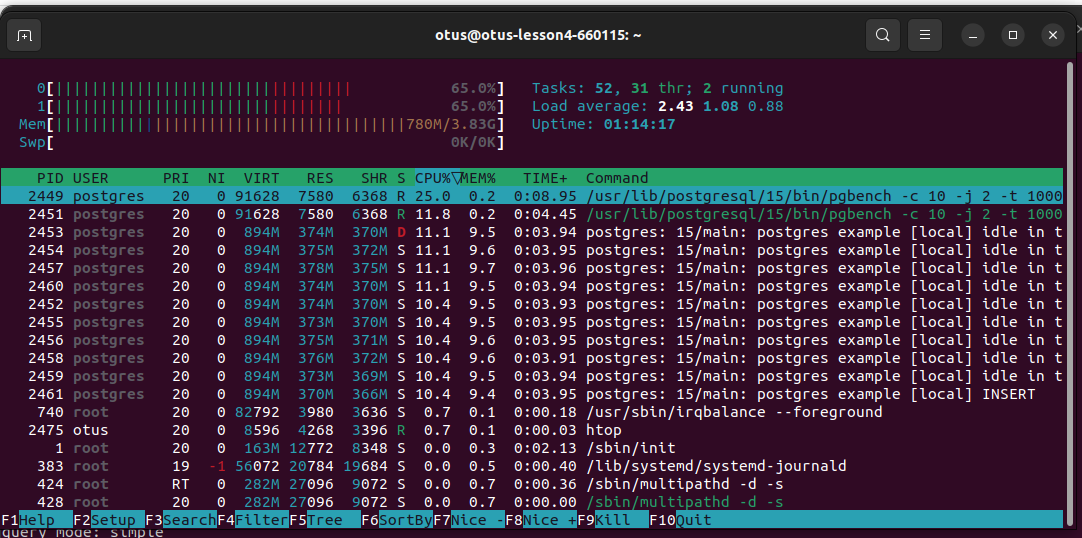 otus@otus-lesson4-660115: ~
0[||||||||||||||||||||||||||||||||| 65.0%] Tasks: 52, 31 thr; 2 running
1[|||||||||||||||||||||||||||||||| 65.0%] Load average: 2.43 1.08 0.88
Mem[|||||||||||||||||||||||||||||||||||||||780M/3.83G] Uptime: 01:14:17
Swp[ 0K/0K]
PID USER PRI NI VIRT RES SHR S CPU%▽MEM% TIME+ Command
2449 postgres 20 0 91628 7580 6368 R 25.0 0.2 0:08.95 /usr/lib/postgresql/15/bin/pgbench -c 10 -j 2 -t 1000
2451 postgres 20 0 91628 7580 6368 R 11.8 0.2 0:04.45 /usr/lib/postgresql/15/bin/pgbench -c 10 -j 2 -t 1000
2453 postgres 20 0 894M 374M 370M D 11.1 9.5 0:03.94 postgres: 15/main: postgres example [local] idle in t
2454 postgres 20 0 894M 375M 372M S 11.1 9.6 0:03.94 postgres: 15/main: postgres example [local] idle in t
2457 postgres 20 0 894M 378M 375M S 11.1 9.7 0:03.96 postgres: 15/main: postgres example [local] idle in t
2460 postgres 20 0 894M 374M 370M S 11.1 9.5 0:03.94 postgres: 15/main: postgres example [local] idle in t
2452 postgres 20 0 894M 374M 370M S 10.4 9.5 0:03.93 postgres: 15/main: postgres example [local] idle in t
2455 postgres 20 0 894M 373M 370M S 10.4 9.5 0:03.95 postgres: 15/main: postgres example [local] idle in t
2456 postgres 20 0 894M 375M 371M S 10.4 9.6 0:03.95 postgres: 15/main: postgres example [local] idle in t
2458 postgres 20 0 894M 376M 372M S 10.4 9.6 0:03.91 postgres: 15/main: postgres example [local] idle in t
2459 postgres 20 0 894M 373M 369M S 10.4 9.5 0:03.94 postgres: 15/main: postgres example [local] idle in t
2461 postgres 20 0 894M 370M 366M S 10.4 9.4 0:03.95 postgres: 15/main: postgres example [local] INSERT
740 root 20 0 82792 3980 3636 S 0.7 0.1 0:00.18 /usr/sbin/irqbalance --foreground
2475 otus 20 0 8596 4268 3396 R 0.7 0.1 0:00.03 htop
1 root 20 0 163M 12772 8348 S 0.0 0.3 0:02.13 /sbin/init
383 root 19 -1 56072 20784 19684 S 0.0 0.5 0:00.40 /lib/systemd/systemd-journald
424 root RT 0 282M 27096 9072 S 0.0 0.7 0:00.36 /sbin/multipathd -d -s
428 root 20 0 282M 27096 9072 S 0.0 0.7 0:00.00 /sbin/multipathd -d -s
F1Help F2Setup F3SearchF4FilterF5Tree F6SortByF7Nice -F8Nice +F9Kill F10Quit
query mode: simple